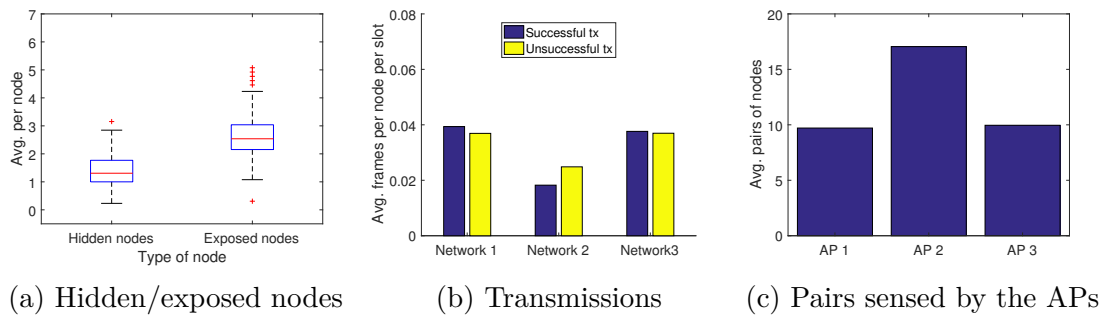 7
6
5
4
3
2
1
0
Avg. per node
Hidden nodes
Exposed nodes
Type of node
(a) Hidden/exposed nodes
0.08
0.06
0.04
0.02
0
Avg. frames per node per slot
Successful tx
Unsuccessful tx
Network 1
Network 2
Network3
(b) Transmissions
20
15
10
5
0
Avg. pairs of nodes
AP 1
AP 2
AP 3
(c) Pairs sensed by the APs